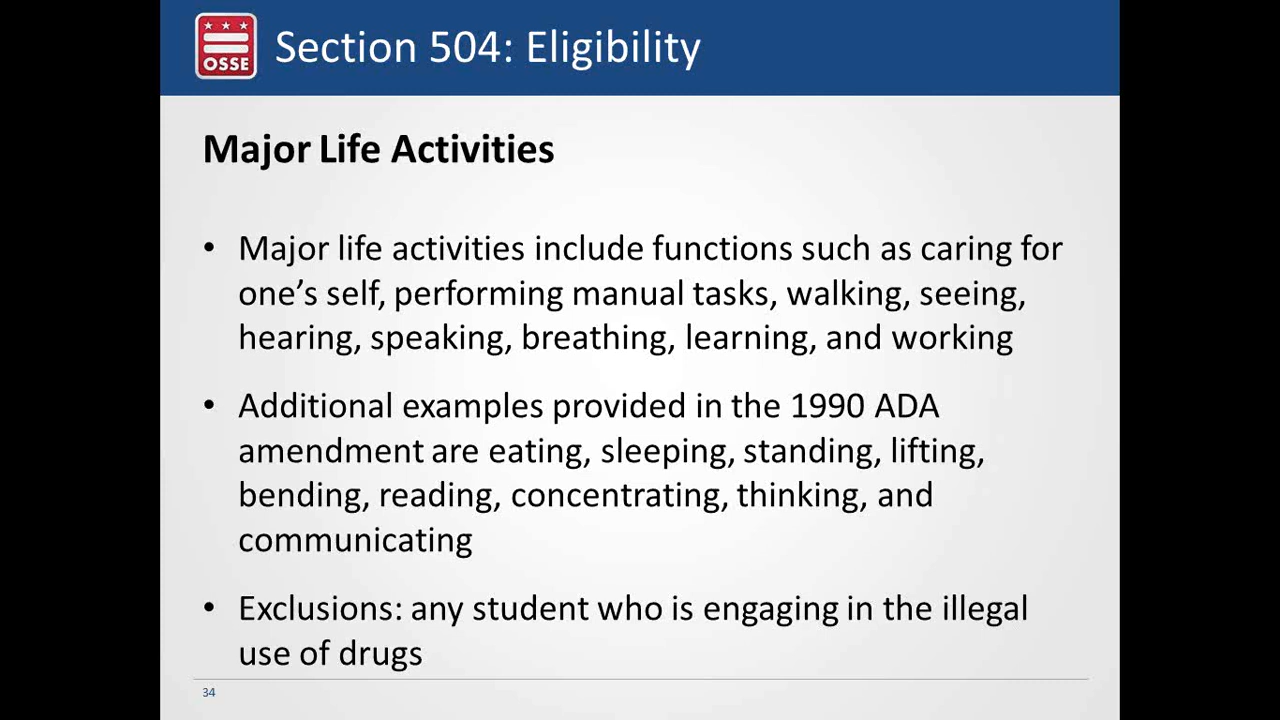 OSSE
Section 504: Eligibility
Major Life Activities
• Major life activities include functions such as caring for
one’s self, performing manual tasks, walking, seeing,
hearing, speaking, breathing, learning, and working
• Additional examples provided in the 1990 ADA
amendment are eating, sleeping, standing, lifting,
bending, reading, concentrating, thinking, and
communicating
• Exclusions: any student who is engaging in the illegal
use of drugs
34